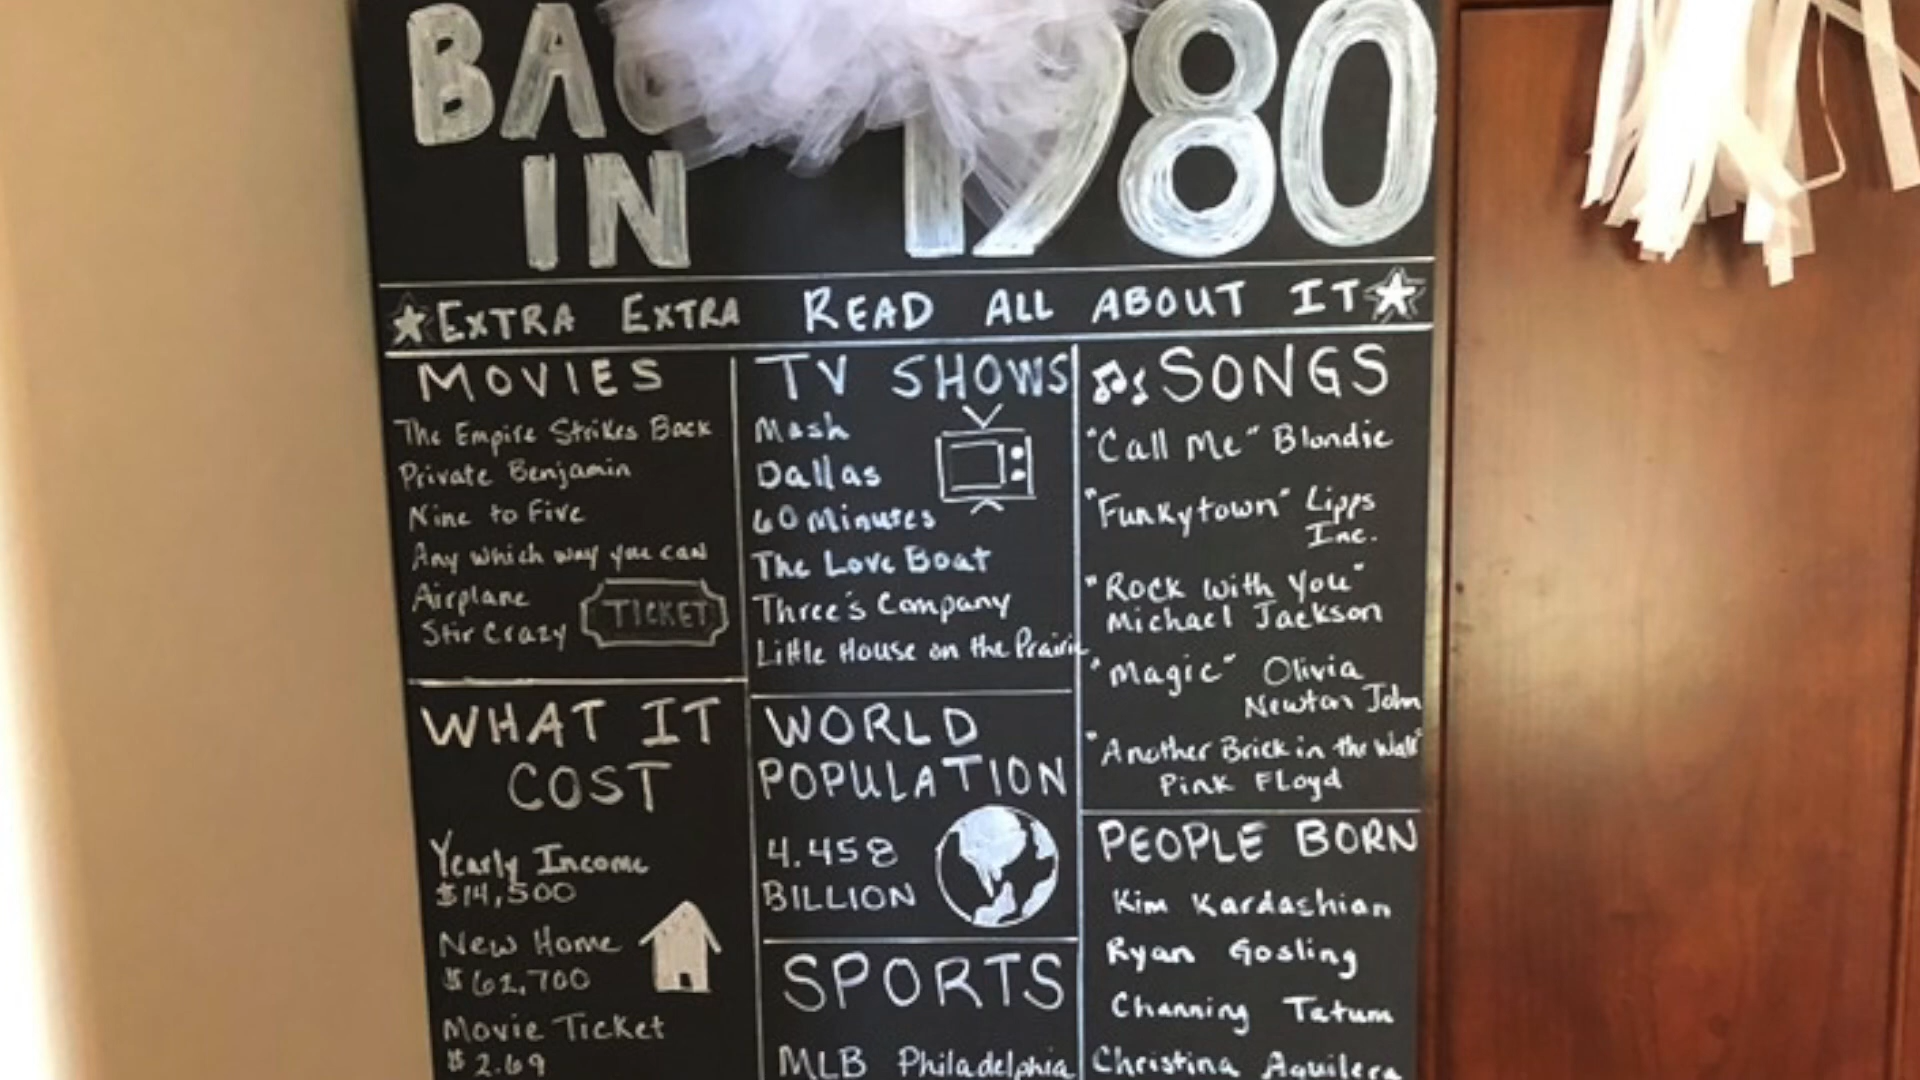 BA 1980
IN
EXTRA EXTRA READ ALL ABOUT IT
MOVIES
The Empire Strikes Back
Private Benjamin
Nine to Five
Any which way you can
Airplane
Stir Crazy
TICKET
WHAT IT
COST
Yearly Income
$14,500
New Home
$62,700
Movie Ticket
$2.69
TV SHOWS
Mash
Dallas
60 Minutes
The Love Boat
Three's Company
Little House on the Prairie
WORLD
POPULATION
4.458
BILLION
SPORTS
MLB Philadelphia
SONGS
"Call Me" Blondie
"Funkytown" Lipps
Inc.
"Rock with You"
Michael Jackson
"Magic" Olivia
Newton John
"Another Brick in the Wall"
Pink Floyd
PEOPLE BORN
Kim Kardashian
Ryan Gosling
Channing Tatum
Christina Aguilera